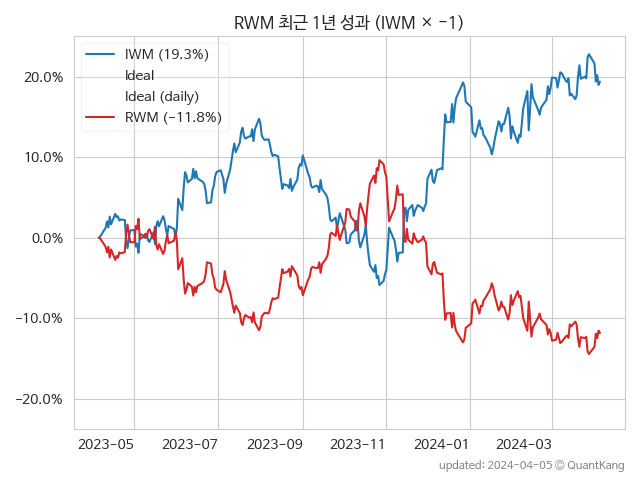 RWM 최근 1년 성과 (IWM × −1)
IWM (19.3%)
Ideal
Ideal (daily)
RWM (−11.8%)
20.0%
10.0%
0.0%
−10.0%
−20.0%
2023-05 2023-07 2023-09 2023-11 2024-01 2024-03
updated: 2024-04-05 © QuantKang